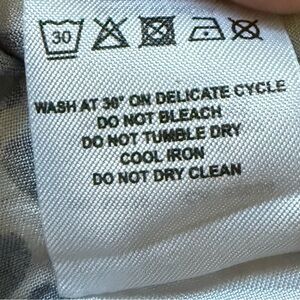 30
WASH AT 30° ON DELICATE CYCLE
DO NOT BLEACH
DO NOT TUMBLE DRY
COOL IRON
DO NOT DRY CLEAN